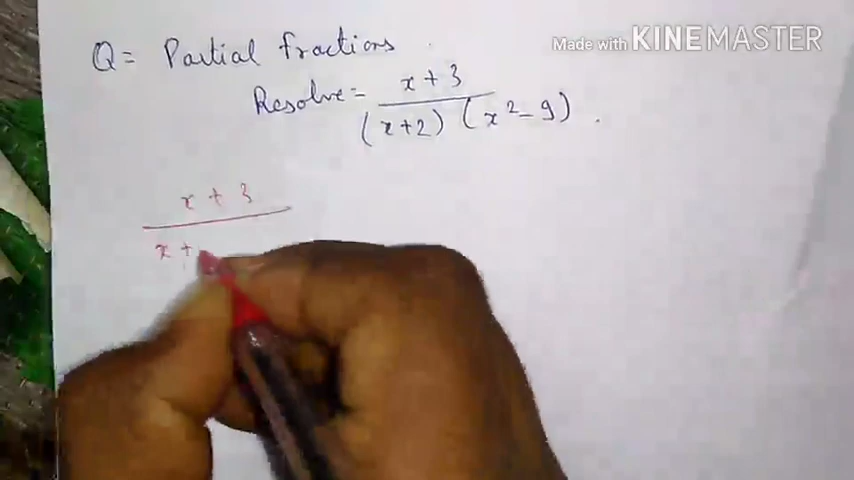 Made with KINEMASTER
Q = Partial fractions .
Resolve = x + 3
(x+2) (x²-9) .
x + 3
x +